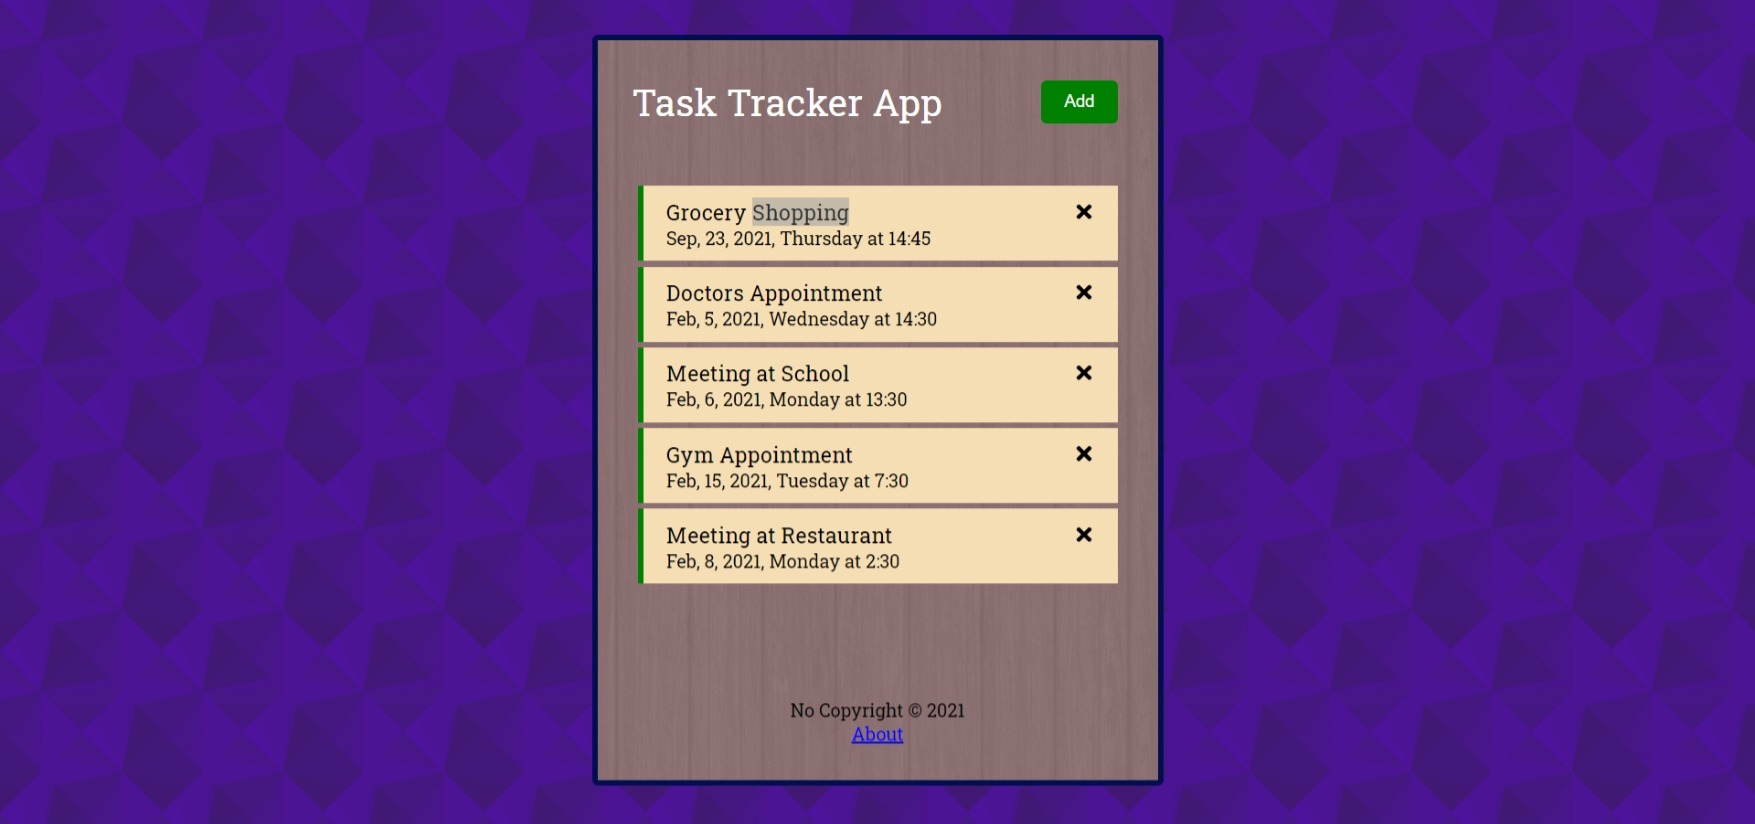 Task Tracker App
Add
Grocery Shopping
Sep, 23, 2021, Thursday at 14:45
Doctors Appointment
Feb, 5, 2021, Wednesday at 14:30
Meeting at School
Feb, 6, 2021, Monday at 13:30
Gym Appointment
Feb, 15, 2021, Tuesday at 7:30
Meeting at Restaurant
Feb, 8, 2021, Monday at 2:30
No Copyright © 2021
About